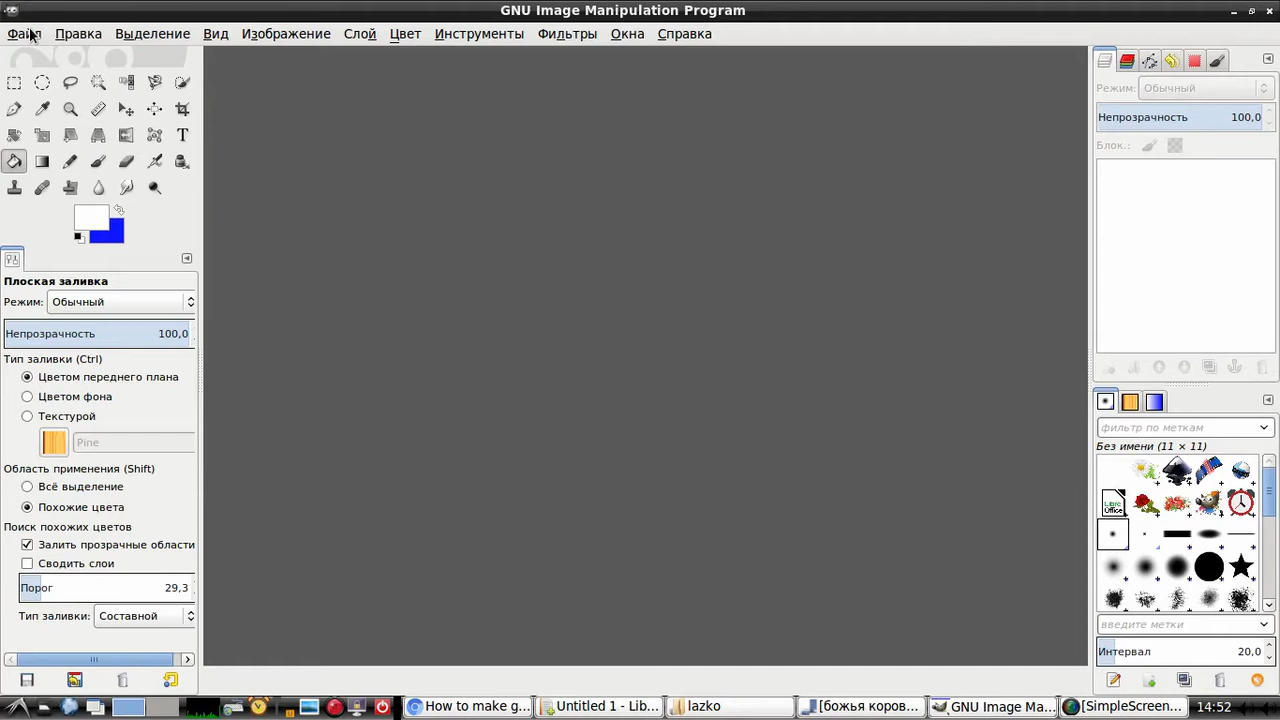 GNU Image Manipulation Program
Файл Правка Выделение Вид Изображение Слой Цвет Инструменты Фильтры Окна Справка
Плоская заливка
Режим: Обычный
Непрозрачность 100,0
Тип заливки (Ctrl)
Цветом переднего плана
Цветом фона
Текстурой
Pine
Область применения (Shift)
Всё выделение
Похожие цвета
Поиск похожих цветов
Залить прозрачные области
Сводить слои
Порог 29,3
Тип заливки: Составной
Режим: Обычный
Непрозрачность 100,0
Блок.:
фильтр по меткам
Без имени (11 × 11)
Libre Office
введите метки
Интервал 20,0
How to make g... Untitled 1 - Lib... lazko [божья коров... GNU Image Ma... [SimpleScreen... 14:52